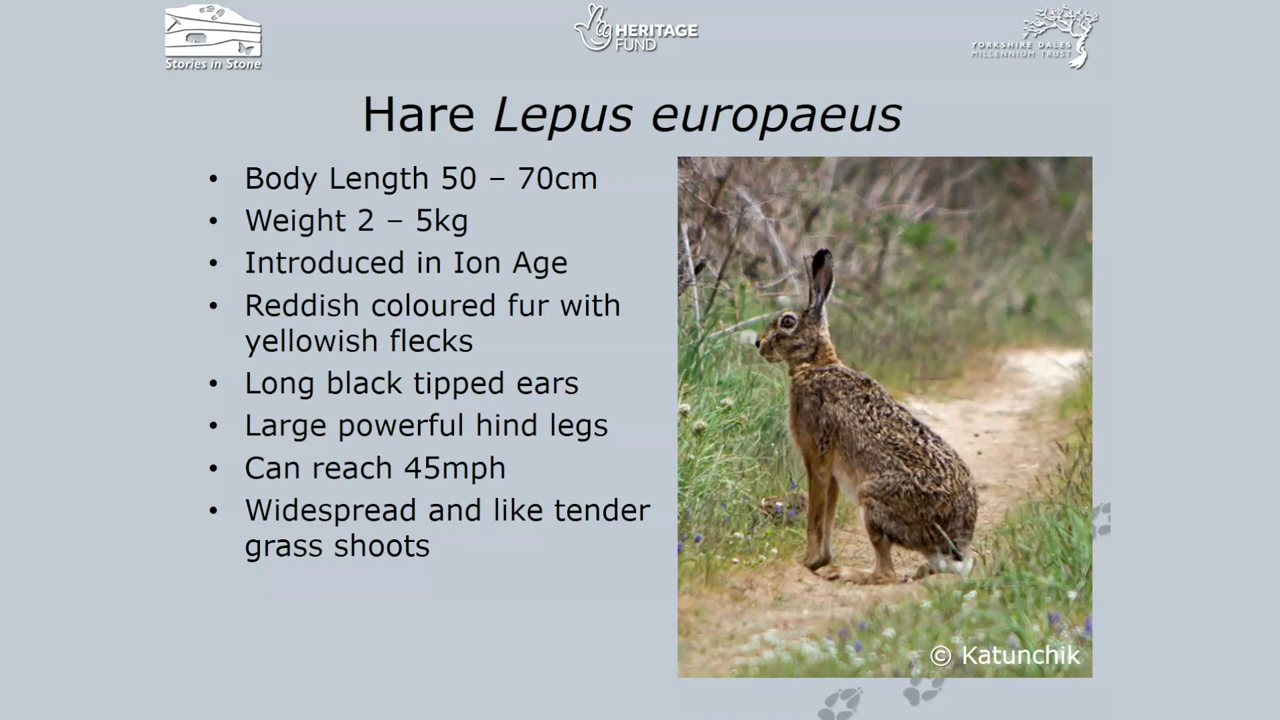 Stories in Stone
HERITAGE
FUND
YORKSHIRE DALES
MILLENNIUM TRUST
Hare Lepus europaeus
• Body Length 50 – 70cm
• Weight 2 – 5kg
• Introduced in Ion Age
• Reddish coloured fur with
yellowish flecks
• Long black tipped ears
• Large powerful hind legs
• Can reach 45mph
• Widespread and like tender
grass shoots
© Katunchik